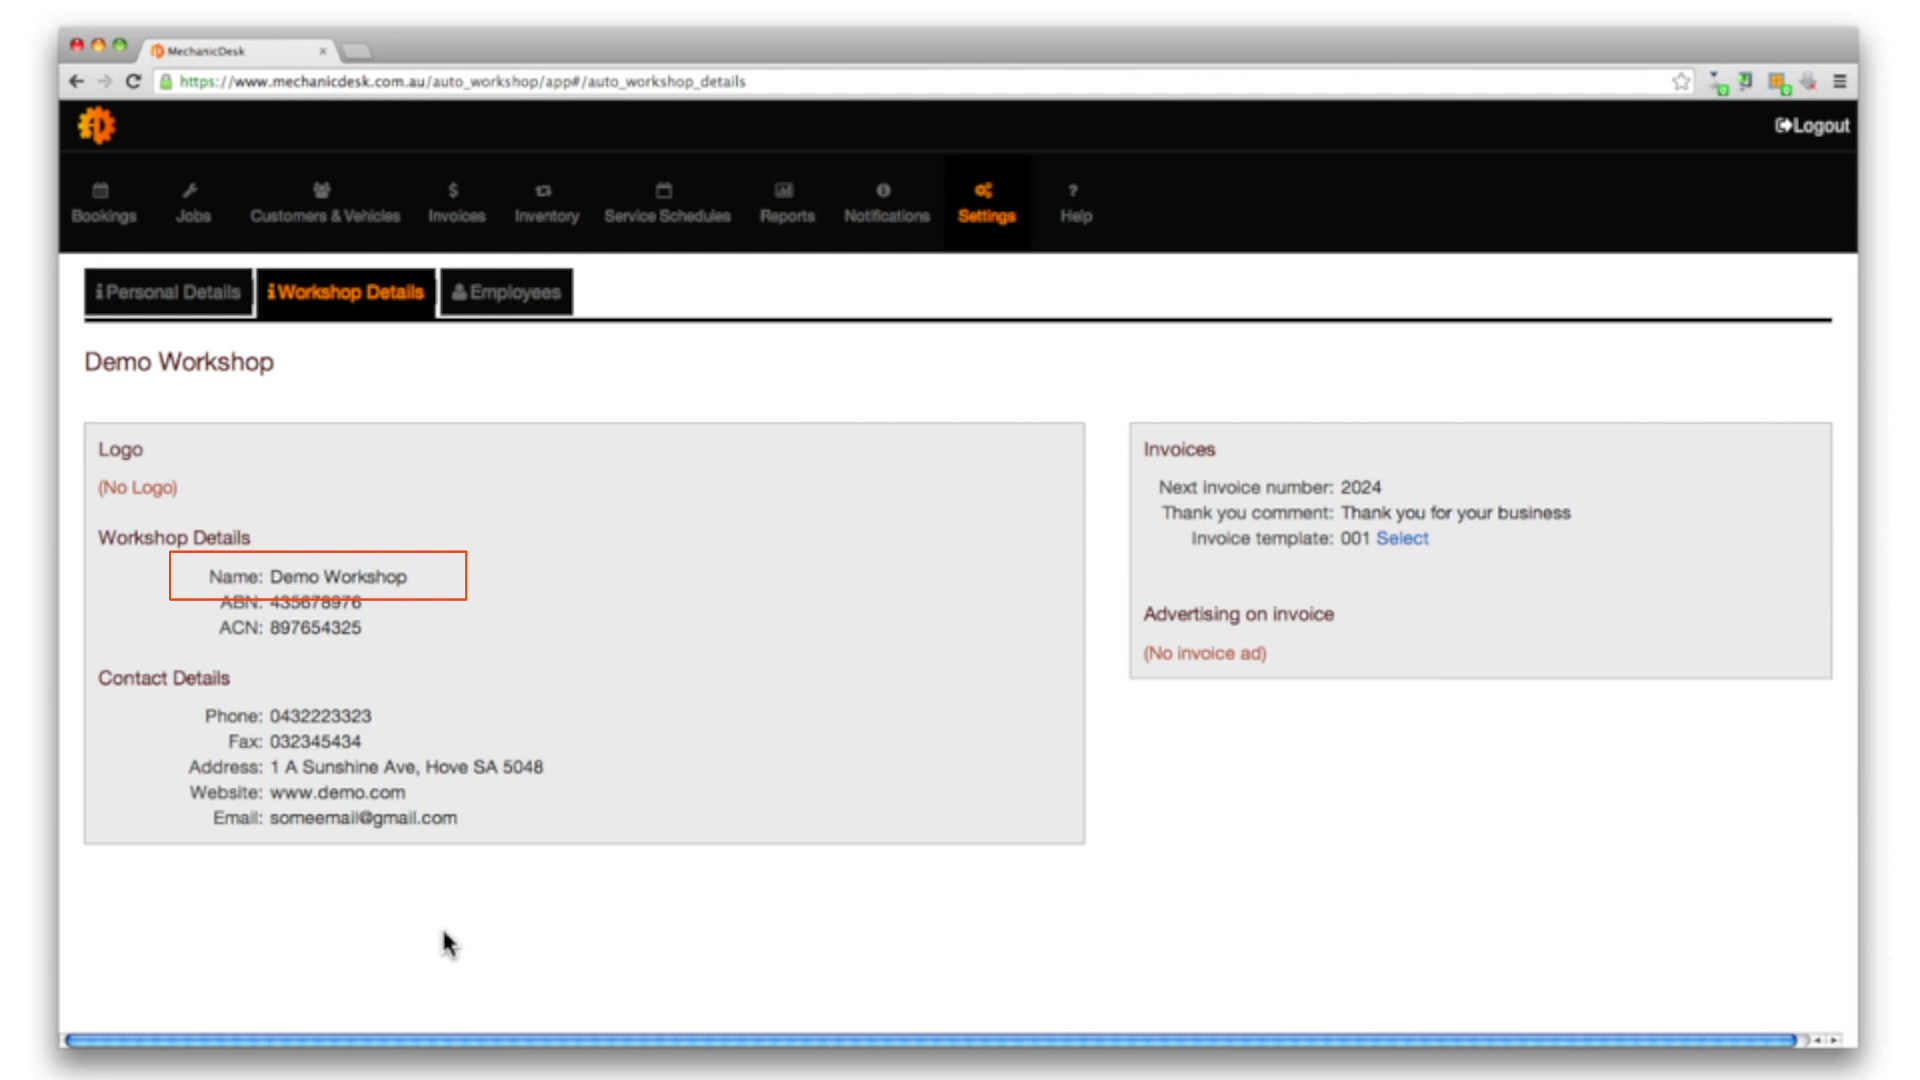 MechanicDesk
https://www.mechanicdesk.com.au/auto_workshop/app#/auto_workshop_details
Logout
Bookings
Jobs
Customers & Vehicles
Invoices
Inventory
Service Schedules
Reports
Notifications
Settings
Help
Personal Details
Workshop Details
Employees
Demo Workshop
Logo
(No Logo)
Workshop Details
Name: Demo Workshop
ABN: 435678976
ACN: 897654325
Contact Details
Phone: 0432223323
Fax: 032345434
Address: 1 A Sunshine Ave, Hove SA 5048
Website: www.demo.com
Email: someemail@gmail.com
Invoices
Next invoice number: 2024
Thank you comment: Thank you for your business
Invoice template: 001 Select
Advertising on invoice
(No invoice ad)